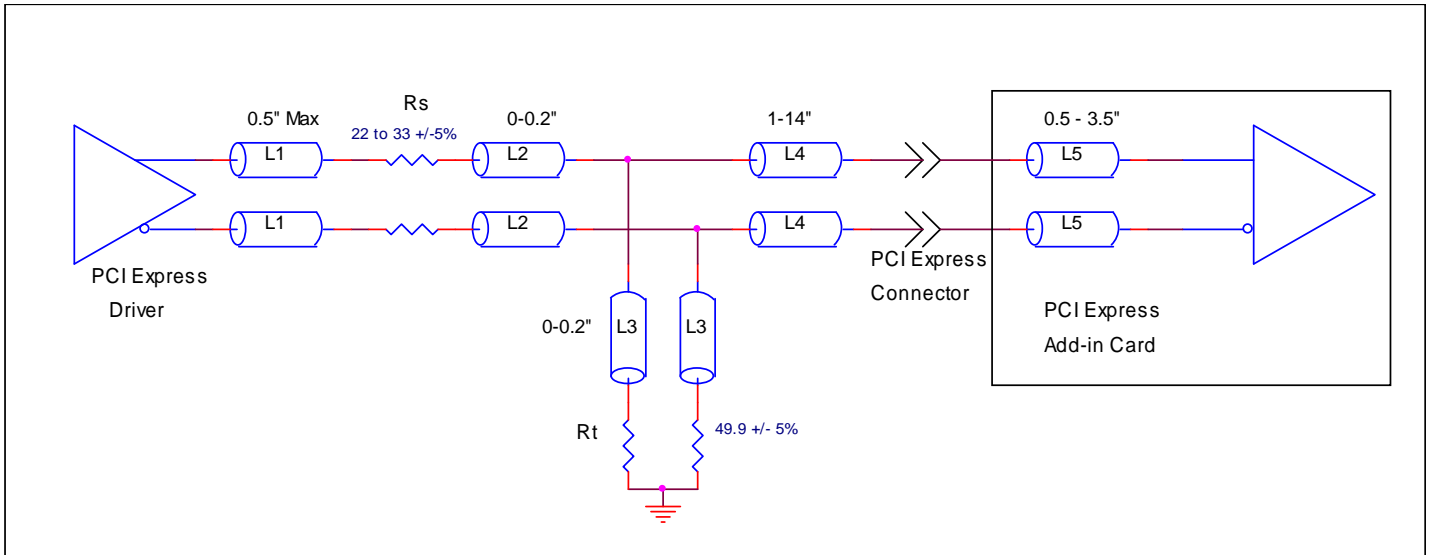 Rs
0.5" Max
22 to 33 +/-5%
0-0.2"
1-14"
0.5 - 3.5"
L1
L2
L4
L5
L1
L2
L4
L5
PCI Express
Driver
PCI Express
Connector
0-0.2"
L3
L3
PCI Express
Add-in Card
Rt
49.9 +/- 5%